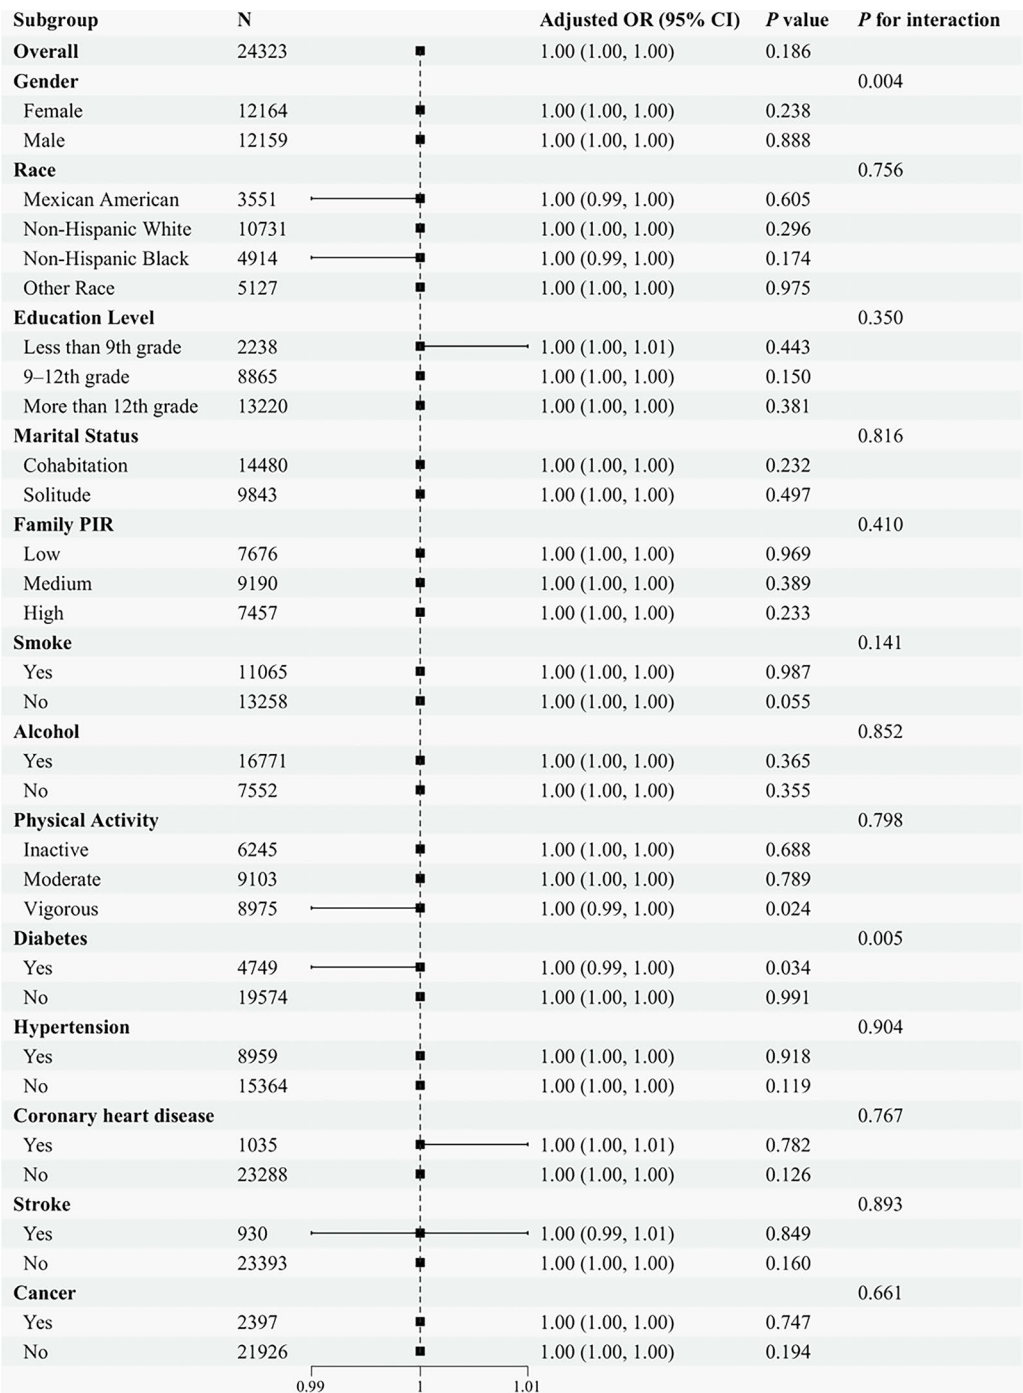 Subgroup N Adjusted OR (95% CI) P value P for interaction
Overall 24323 1.00 (1.00, 1.00) 0.186
Gender 0.004
Female 12164 1.00 (1.00, 1.00) 0.238
Male 12159 1.00 (1.00, 1.00) 0.888
Race 0.756
Mexican American 3551 1.00 (0.99, 1.00) 0.605
Non-Hispanic White 10731 1.00 (1.00, 1.00) 0.296
Non-Hispanic Black 4914 1.00 (0.99, 1.00) 0.174
Other Race 5127 1.00 (1.00, 1.00) 0.975
Education Level 0.350
Less than 9th grade 2238 1.00 (1.00, 1.01) 0.443
9–12th grade 8865 1.00 (1.00, 1.00) 0.150
More than 12th grade 13220 1.00 (1.00, 1.00) 0.381
Marital Status 0.816
Cohabitation 14480 1.00 (1.00, 1.00) 0.232
Solitude 9843 1.00 (1.00, 1.00) 0.497
Family PIR 0.410
Low 7676 1.00 (1.00, 1.00) 0.969
Medium 9190 1.00 (1.00, 1.00) 0.389
High 7457 1.00 (1.00, 1.00) 0.233
Smoke 0.141
Yes 11065 1.00 (1.00, 1.00) 0.987
No 13258 1.00 (1.00, 1.00) 0.055
Alcohol 0.852
Yes 16771 1.00 (1.00, 1.00) 0.365
No 7552 1.00 (1.00, 1.00) 0.355
Physical Activity 0.798
Inactive 6245 1.00 (1.00, 1.00) 0.688
Moderate 9103 1.00 (1.00, 1.00) 0.789
Vigorous 8975 1.00 (0.99, 1.00) 0.024
Diabetes 0.005
Yes 4749 1.00 (0.99, 1.00) 0.034
No 19574 1.00 (1.00, 1.00) 0.991
Hypertension 0.904
Yes 8959 1.00 (1.00, 1.00) 0.918
No 15364 1.00 (1.00, 1.00) 0.119
Coronary heart disease 0.767
Yes 1035 1.00 (1.00, 1.01) 0.782
No 23288 1.00 (1.00, 1.00) 0.126
Stroke 0.893
Yes 930 1.00 (0.99, 1.01) 0.849
No 23393 1.00 (1.00, 1.00) 0.160
Cancer 0.661
Yes 2397 1.00 (1.00, 1.00) 0.747
No 21926 1.00 (1.00, 1.00) 0.194
0.99 1 1.01